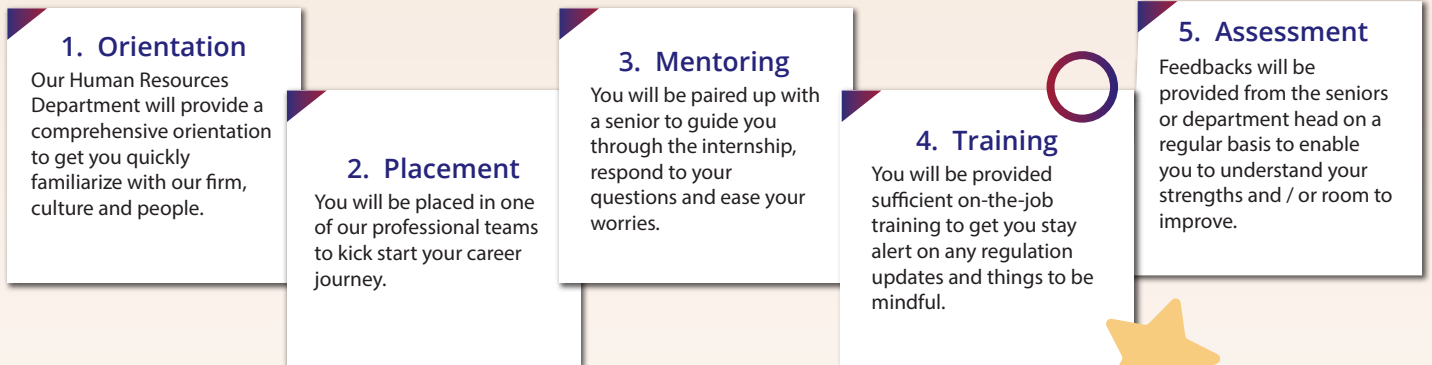 1. Orientation
Our Human Resources
Department will provide a
comprehensive orientation
to get you quickly
familiarize with our firm,
culture and people.
2. Placement
You will be placed in one
of our professional teams
to kick start your career
journey.
3. Mentoring
You will be paired up with
a senior to guide you
through the internship,
respond to your
questions and ease your
worries.
4. Training
You will be provided
sufficient on-the-job
training to get you stay
alert on any regulation
updates and things to be
mindful.
5. Assessment
Feedbacks will be
provided from the seniors
or department head on a
regular basis to enable
you to understand your
strengths and / or room to
improve.